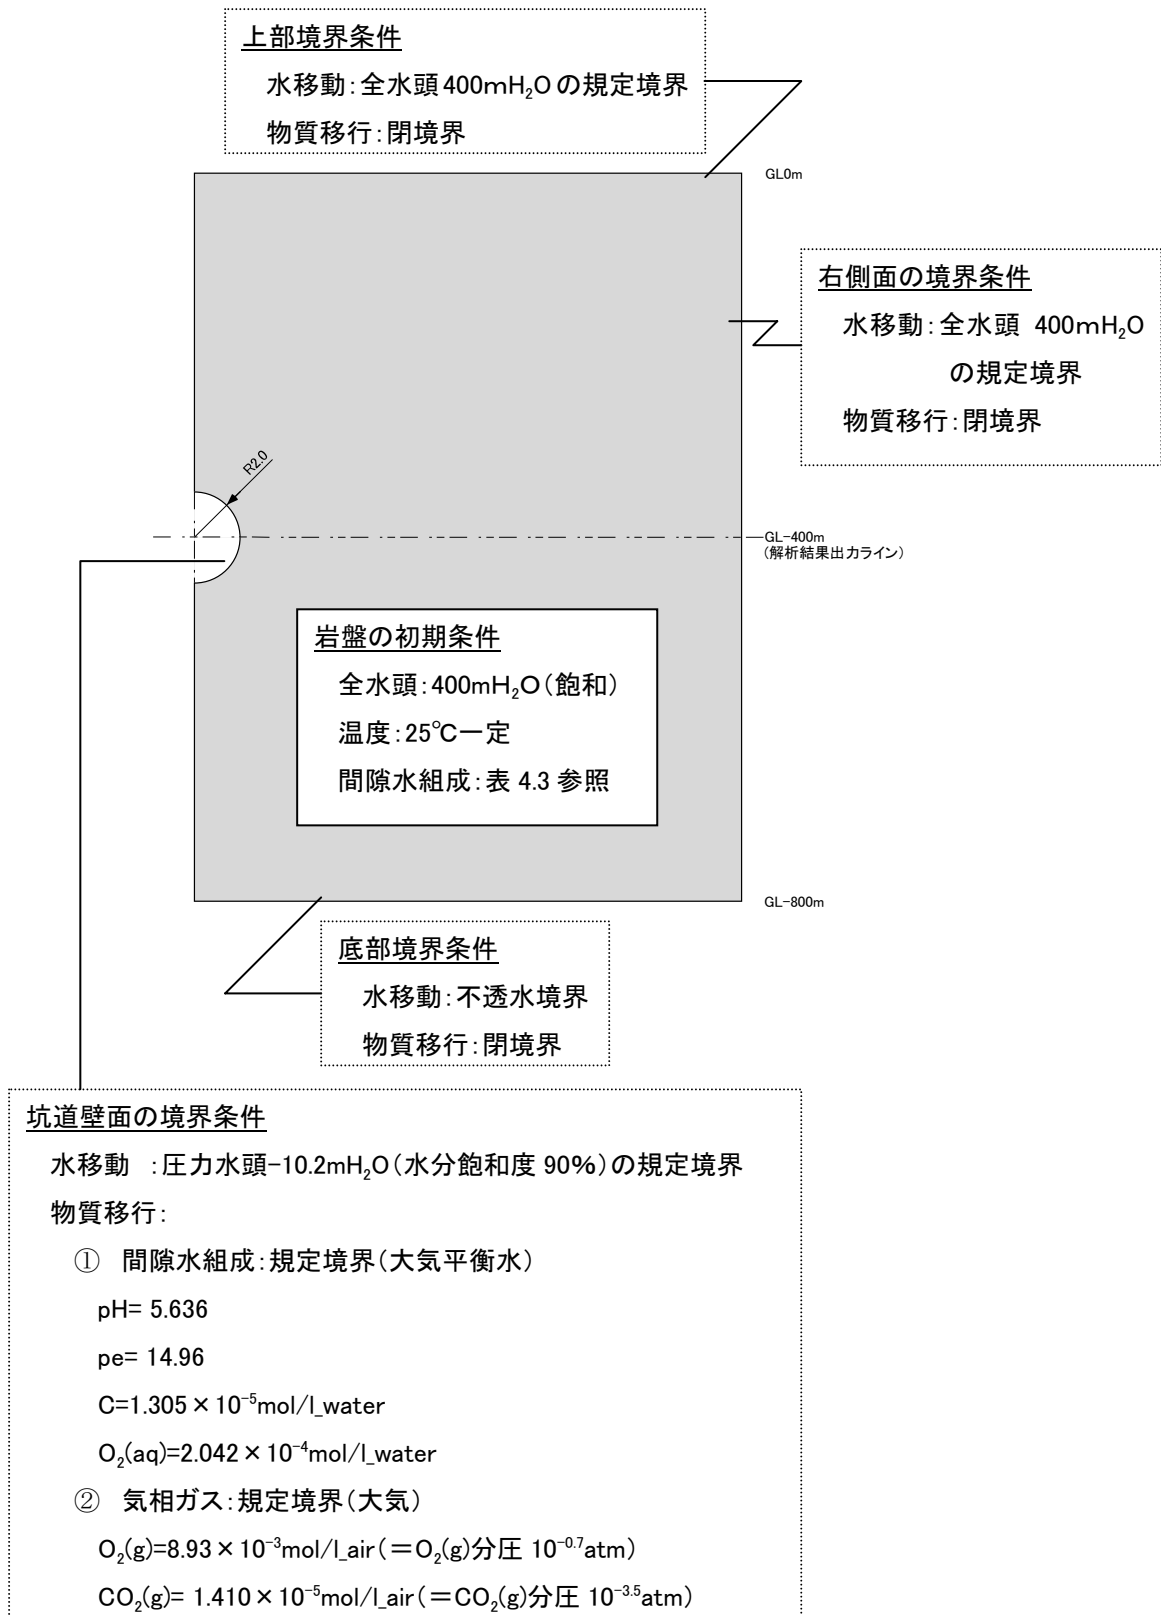 上部境界条件
水移動：全水頭400mH₂Oの規定境界
物質移行：閉境界
GL0m
右側面の境界条件
水移動：全水頭 400mH₂O
の規定境界
物質移行：閉境界
R2.0
GL-400m
（解析結果出力ライン）
岩盤の初期条件
全水頭：400mH₂O（飽和）
温度：25℃一定
間隙水組成：表 4.3 参照
GL-800m
底部境界条件
水移動：不透水境界
物質移行：閉境界
坑道壁面の境界条件
水移動 ：圧力水頭-10.2mH₂O（水分飽和度 90%）の規定境界
物質移行：
① 間隙水組成：規定境界（大気平衡水）
pH= 5.636
pe= 14.96
C=1.305×10⁻⁵mol/l_water
O₂(aq)=2.042×10⁻⁴mol/l_water
② 気相ガス：規定境界（大気）
O₂(g)=8.93×10⁻³mol/l_air（＝O₂(g)分圧 10⁻⁰·⁷atm）
CO₂(g)= 1.410×10⁻⁵mol/l_air（＝CO₂(g)分圧 10⁻³·⁵atm）